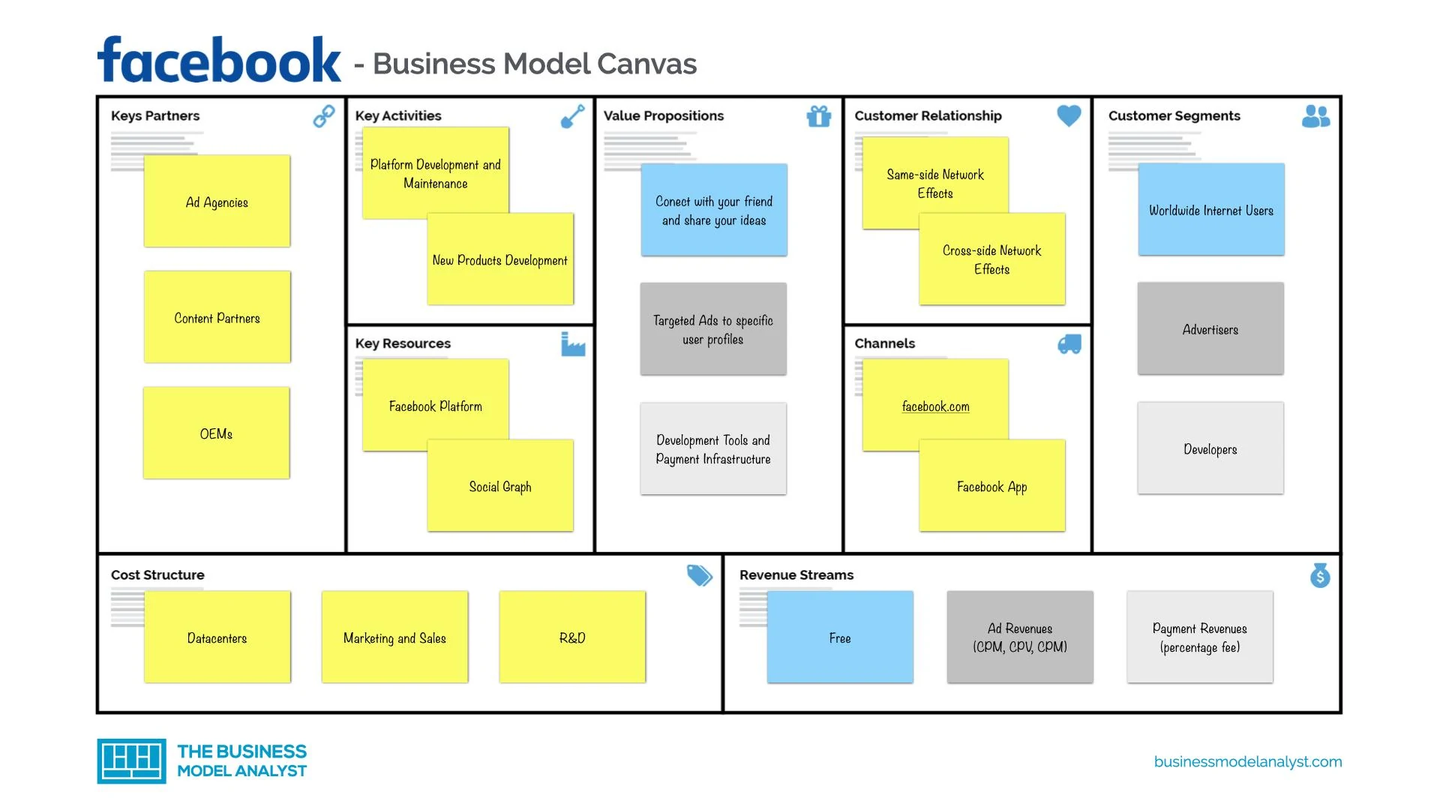 facebook - Business Model Canvas
Keys Partners
Ad Agencies
Content Partners
OEMs
Key Activities
Platform Development and
Maintenance
New Products Development
Key Resources
Facebook Platform
Social Graph
Value Propositions
Conect with your friend
and share your ideas
Targeted Ads to specific
user profiles
Development Tools and
Payment Infrastructure
Customer Relationship
Same-side Network
Effects
Cross-side Network
Effects
Channels
facebook.com
Facebook App
Customer Segments
Worldwide Internet Users
Advertisers
Developers
Cost Structure
Datacenters
Marketing and Sales
R&D
Revenue Streams
Free
Ad Revenues
(CPM, CPV, CPM)
Payment Revenues
(percentage fee)
THE BUSINESS
MODEL ANALYST
businessmodelanalyst.com